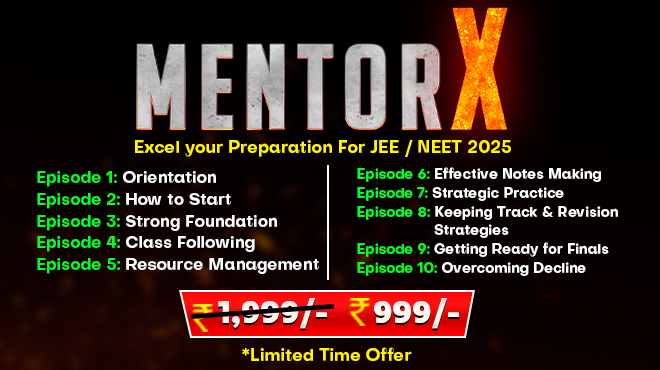 MENTORX
Excel your Preparation For JEE / NEET 2025
Episode 1: Orientation
Episode 2: How to Start
Episode 3: Strong Foundation
Episode 4: Class Following
Episode 5: Resource Management
Episode 6: Effective Notes Making
Episode 7: Strategic Practice
Episode 8: Keeping Track & Revision
Strategies
Episode 9: Getting Ready for Finals
Episode 10: Overcoming Decline
₹ 1,999/- ₹ 999/-
*Limited Time Offer